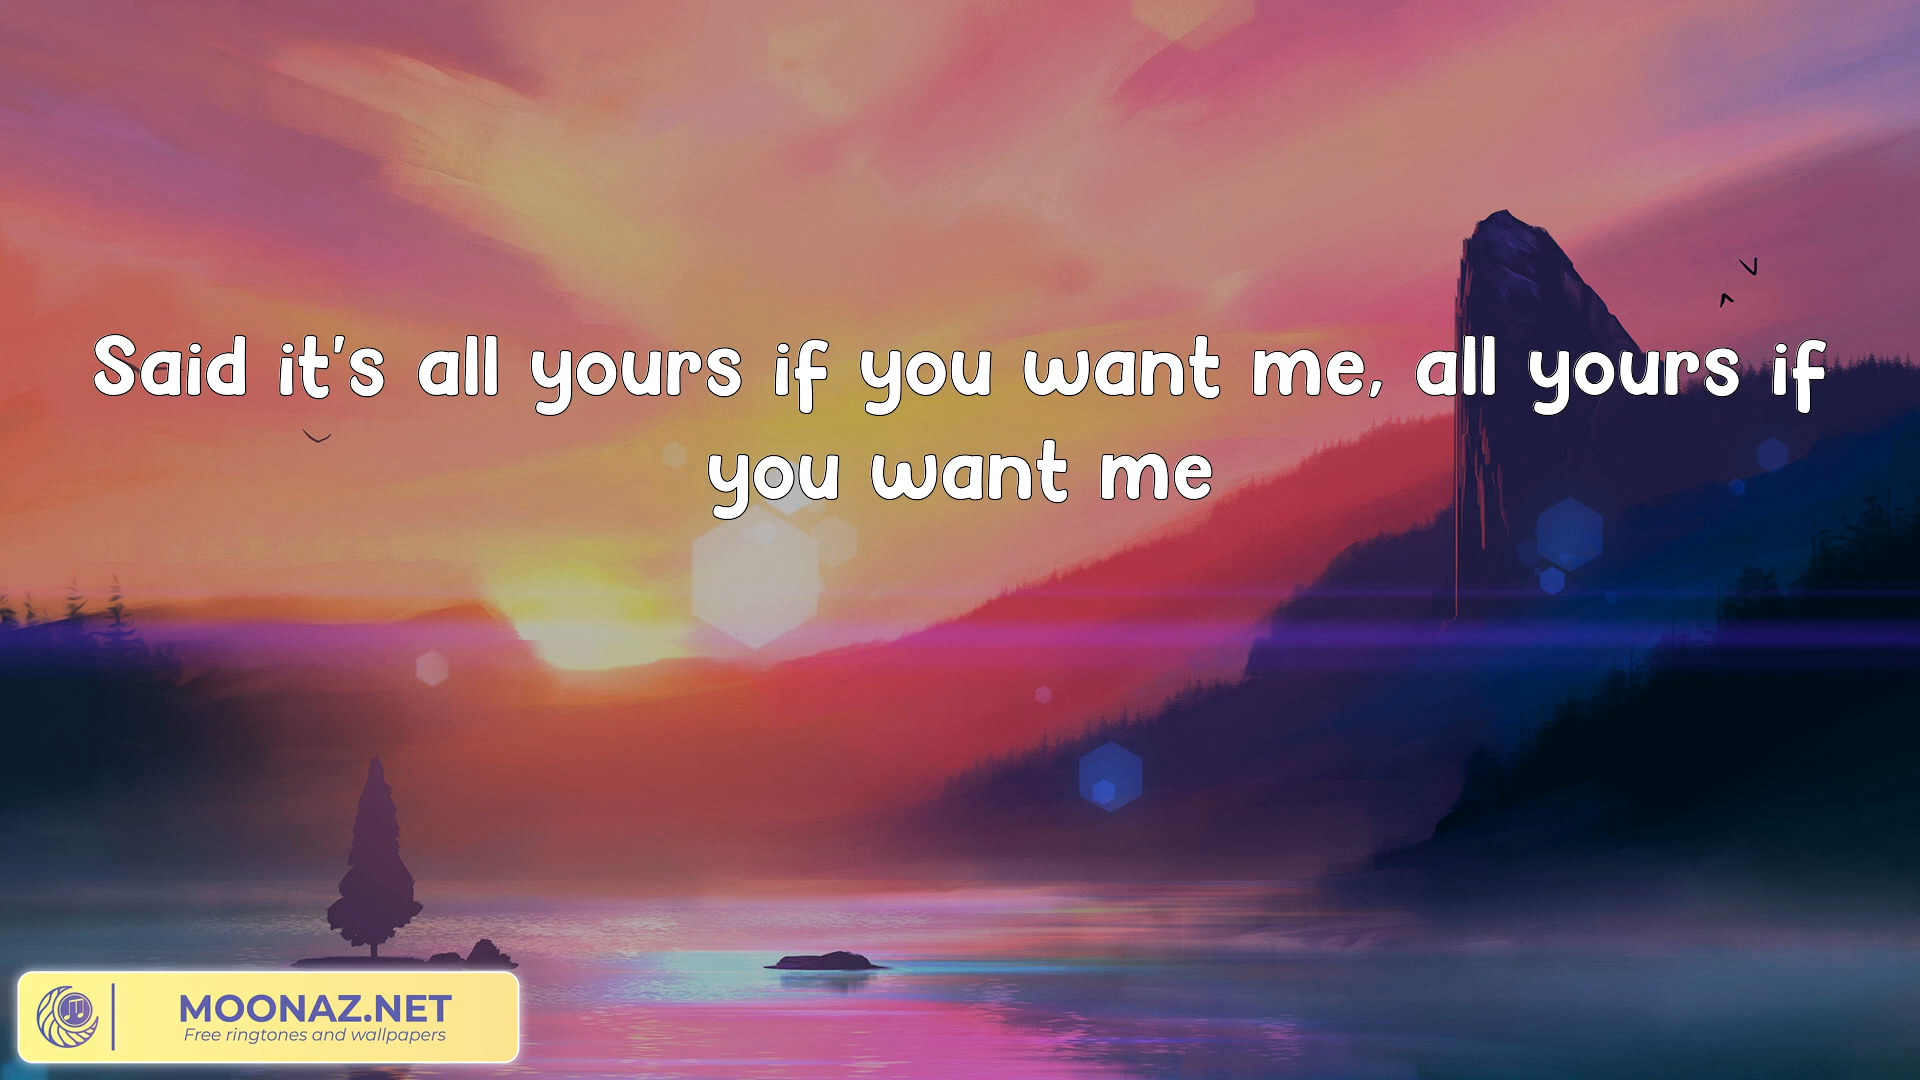 Said it's all yours if you want me, all yours if
you want me
MOONAZ.NET
Free ringtones and wallpapers